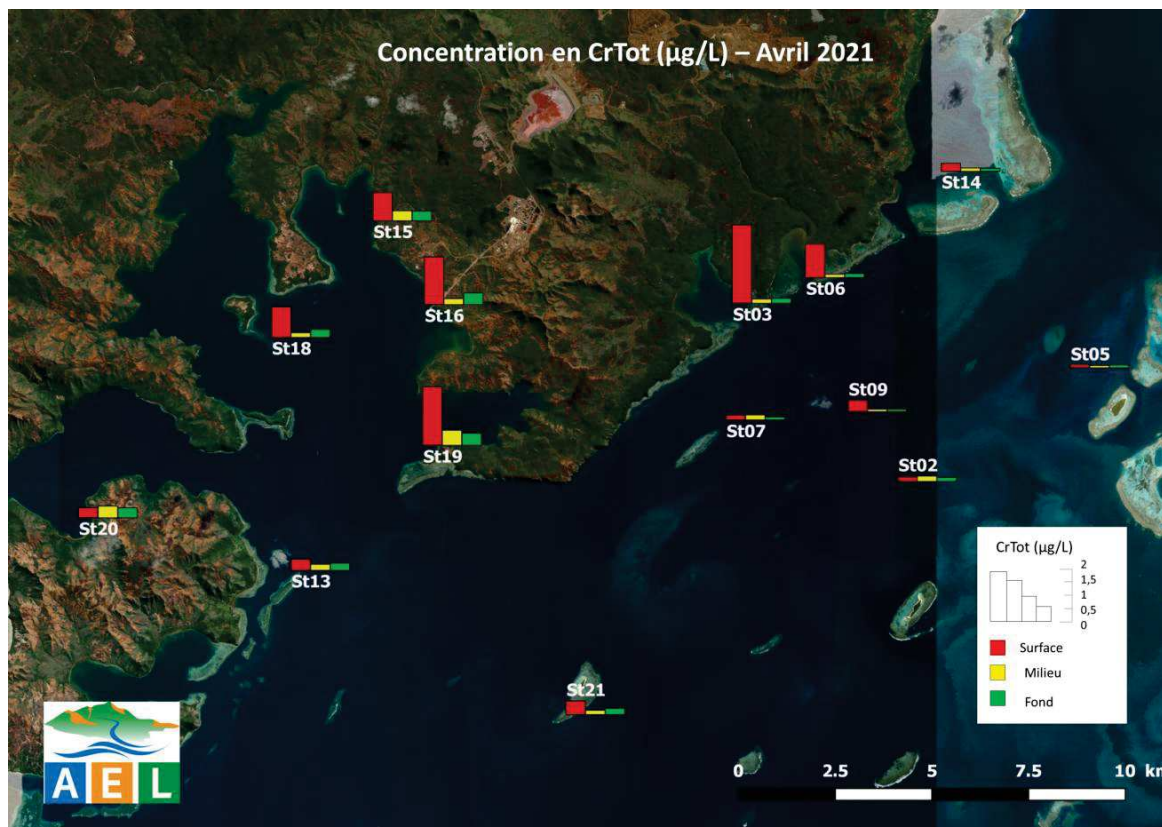 Concentration en CrTot (µg/L) – Avril 2021
St14
St15
St06
St16
St03
St18
St05
St09
St07
St19
St02
St20
St13
St21
CrTot (µg/L)
2
1,5
1
0,5
0
Surface
Milieu
Fond
AEL
0 2.5 5 7.5 10 km